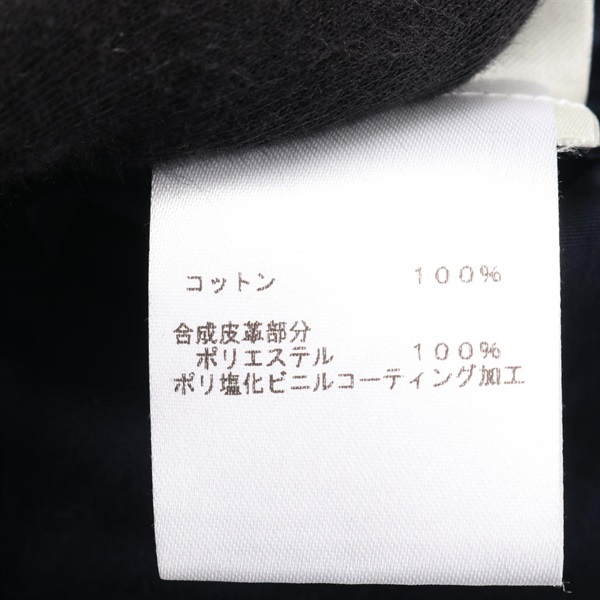 コットン　１００％
合成皮革部分
ポリエステル　１００％
ポリ塩化ビニルコーティング加工